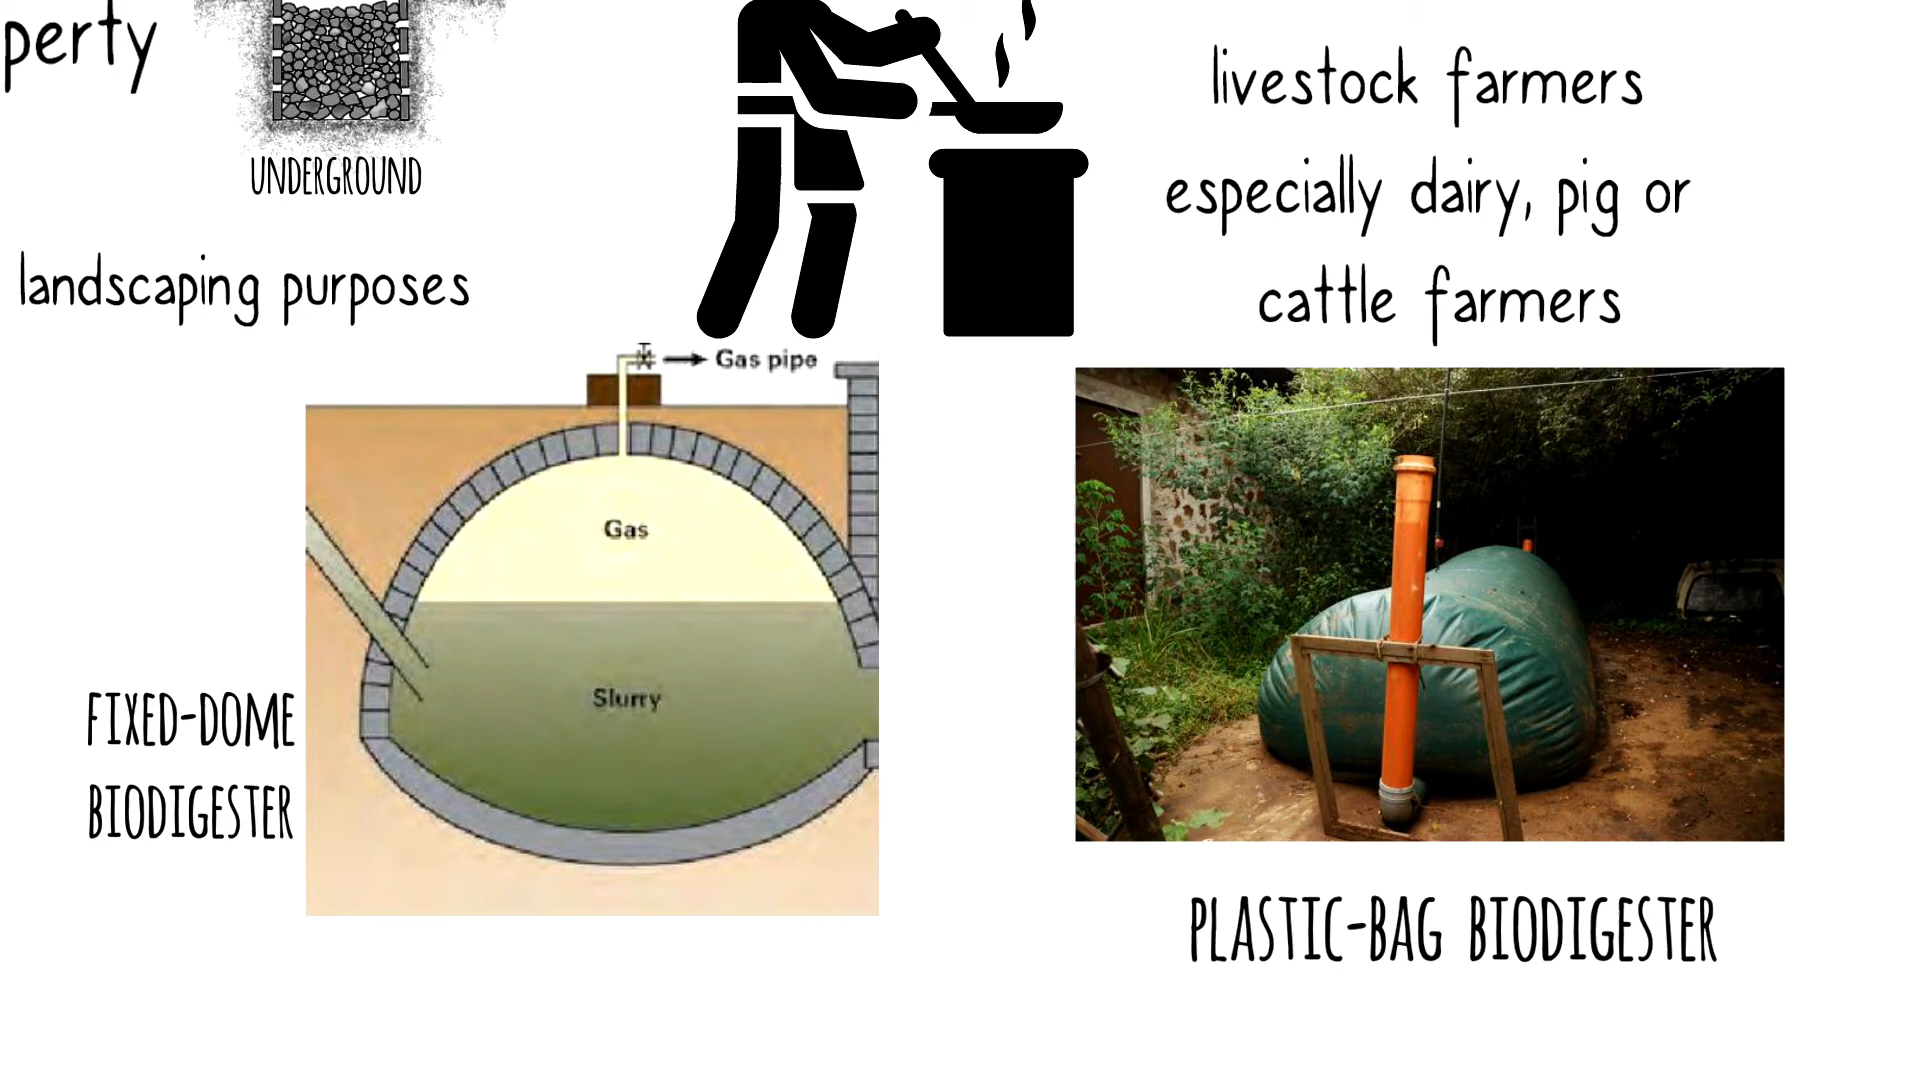 perty
UNDERGROUND
landscaping purposes
livestock farmers
especially dairy, pig or
cattle farmers
Gas pipe
Gas
Slurry
FIXED-DOME
BIODIGESTER
PLASTIC-BAG BIODIGESTER